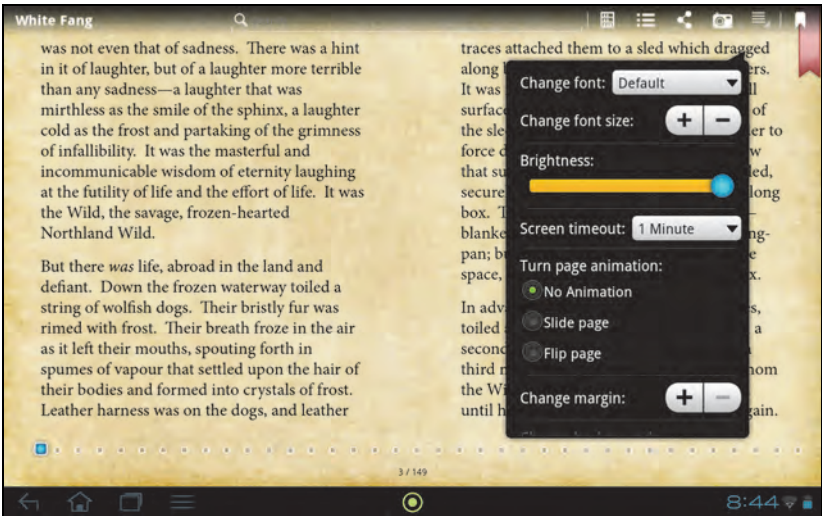 White Fang
was not even that of sadness. There was a hint
in it of laughter, but of a laughter more terrible
than any sadness—a laughter that was
mirthless as the smile of the sphinx, a laughter
cold as the frost and partaking of the grimness
of infallibility. It was the masterful and
incommunicable wisdom of eternity laughing
at the futility of life and the effort of life. It was
the Wild, the savage, frozen-hearted
Northland Wild.
But there was life, abroad in the land and
defiant. Down the frozen waterway toiled a
string of wolfish dogs. Their bristly fur was
rimed with frost. Their breath froze in the air
as it left their mouths, spouting forth in
spumes of vapour that settled upon the hair of
their bodies and formed into crystals of frost.
Leather harness was on the dogs, and leather
traces attached them to a sled which dragged
along
It was
surface
of
the sle
er to
force d
that su
led,
secure
long
box. T
blanke
ng-
pan; b
space,
x.
In adv
s,
toiled
a
second
third
hom
the Wi
until h
gain.
Change font: Default
Change font size: + −
Brightness:
Screen timeout: 1 Minute
Turn page animation:
No Animation
Slide page
Flip page
Change margin: + −
3 / 149
8:44